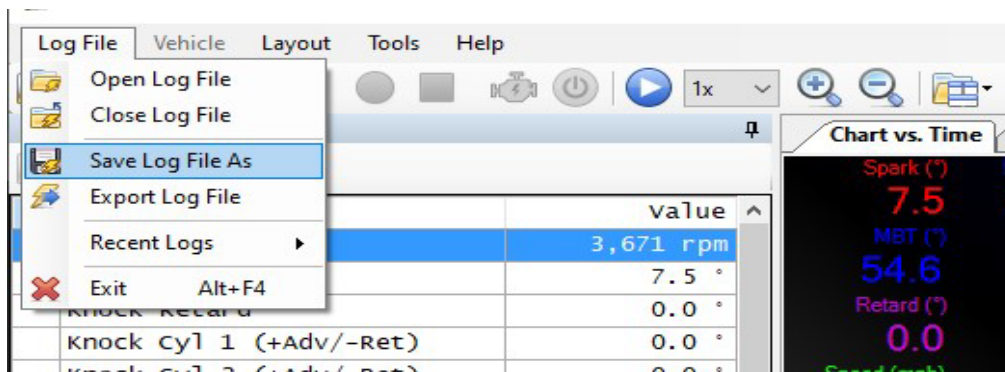 Log File Vehicle Layout Tools Help
Open Log File
Close Log File
Save Log File As
Export Log File
Recent Logs
Exit Alt+F4
1x
Chart vs. Time
Value
3,671 rpm
7.5 °
0.0 °
Knock Cyl 1 (+Adv/-Ret) 0.0 °
Spark (°)
7.5
MBT (°)
54.6
Retard (°)
0.0
Speed (mph)